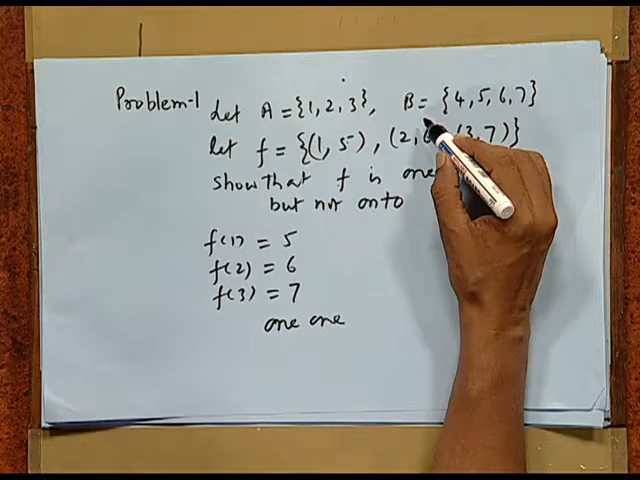 Problem-1 Let A = {1, 2, 3}, B = {4, 5, 6, 7}
Let f = {(1, 5), (2, (3, 7)}
show that f is one
but not onto
f(1) = 5
f(2) = 6
f(3) = 7
one one